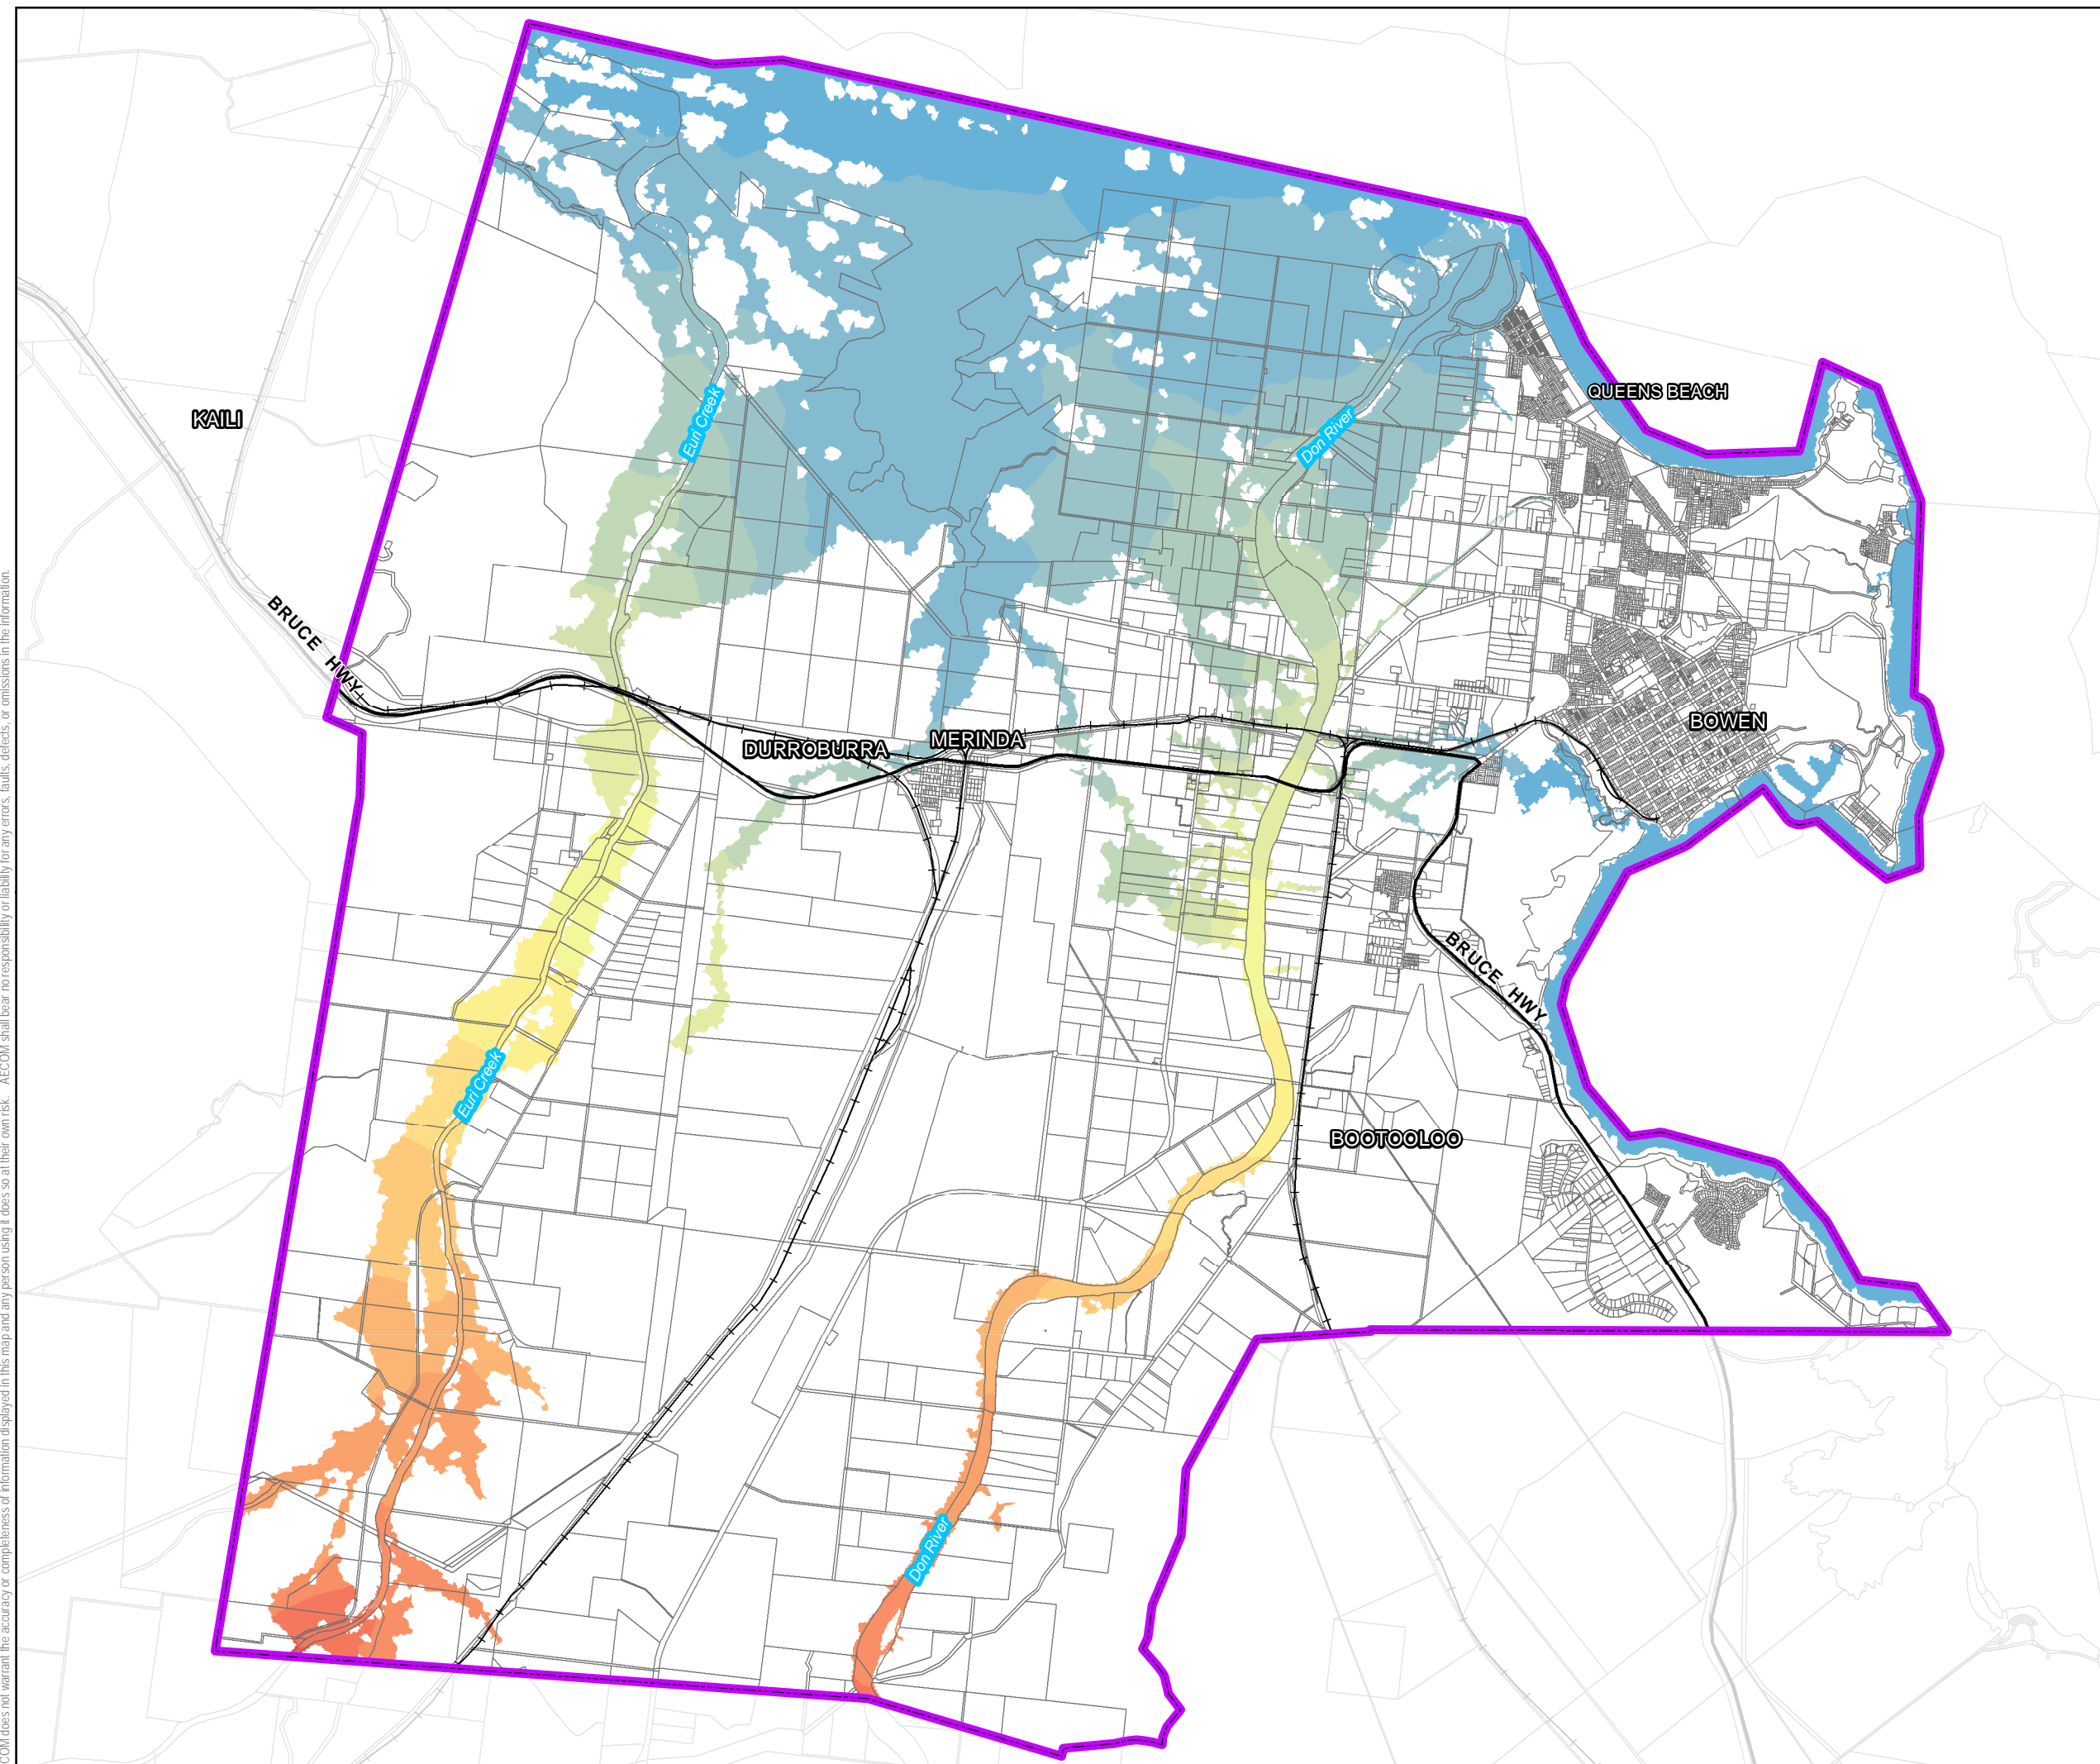 QUEENS BEACH
KAILI
Euri Creek
Don River
BRUCE HWY
BOWEN
MERINDA
DURROBURRA
BRUCE HWY
Euri Creek
BOOTOOLOO
Don River
COM does not warrant the accuracy or completeness of information displayed in this map and any person using it does so at their own risk. AECOM shall bear no responsibility or liability for any errors, faults, defects, or omissions in the information.